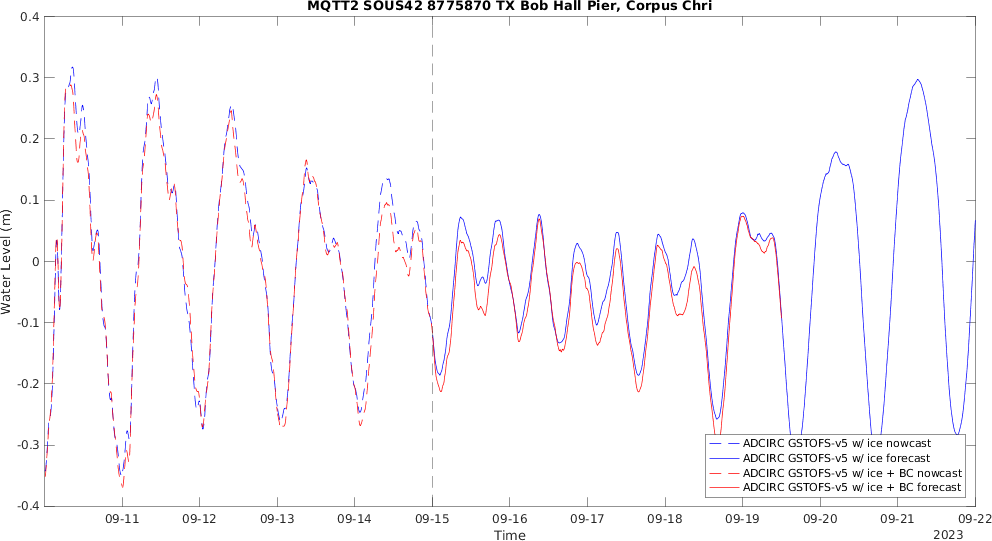 MQTT2 SOUS42 8775870 TX Bob Hall Pier, Corpus Chri
0.4
0.3
0.2
0.1
0
-0.1
-0.2
-0.3
-0.4
Water Level (m)
ADCIRC GSTOFS-v5 w/ ice nowcast
ADCIRC GSTOFS-v5 w/ ice forecast
ADCIRC GSTOFS-v5 w/ ice + BC nowcast
ADCIRC GSTOFS-v5 w/ ice + BC forecast
09-11 09-12 09-13 09-14 09-15 09-16 09-17 09-18 09-19 09-20 09-21 09-22
Time
2023